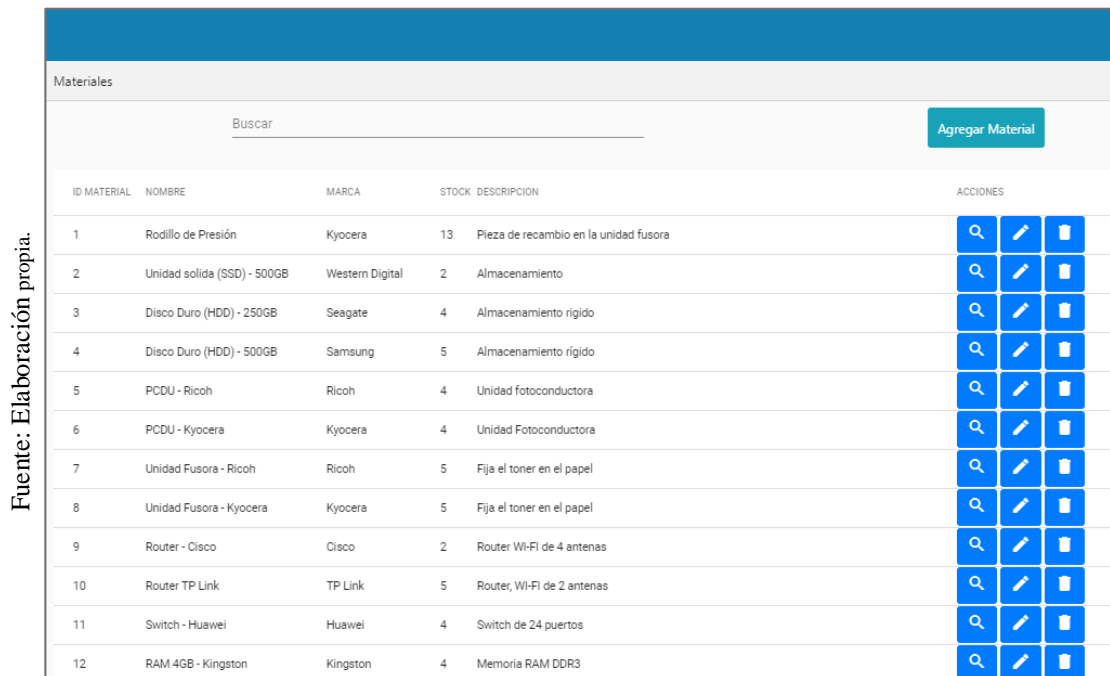 Materiales
Buscar
Agregar Material
ID MATERIAL NOMBRE MARCA STOCK DESCRIPCION ACCIONES
1 Rodillo de Presión Kyocera 13 Pieza de recambio en la unidad fusora
2 Unidad solida (SSD) - 500GB Western Digital 2 Almacenamiento
3 Disco Duro (HDD) - 250GB Seagate 4 Almacenamiento rigido
4 Disco Duro (HDD) - 500GB Samsung 5 Almacenamiento rígido
5 PCDU - Ricoh Ricoh 4 Unidad fotoconductora
6 PCDU - Kyocera Kyocera 4 Unidad Fotoconductora
7 Unidad Fusora - Ricoh Ricoh 5 Fija el toner en el papel
8 Unidad Fusora - Kyocera Kyocera 5 Fija el toner en el papel
9 Router - Cisco Cisco 2 Router WI-FI de 4 antenas
10 Router TP Link TP Link 5 Router, WI-FI de 2 antenas
11 Switch - Huawei Huawei 4 Switch de 24 puertos
12 RAM 4GB - Kingston Kingston 4 Memoria RAM DDR3
Fuente: Elaboración propia.